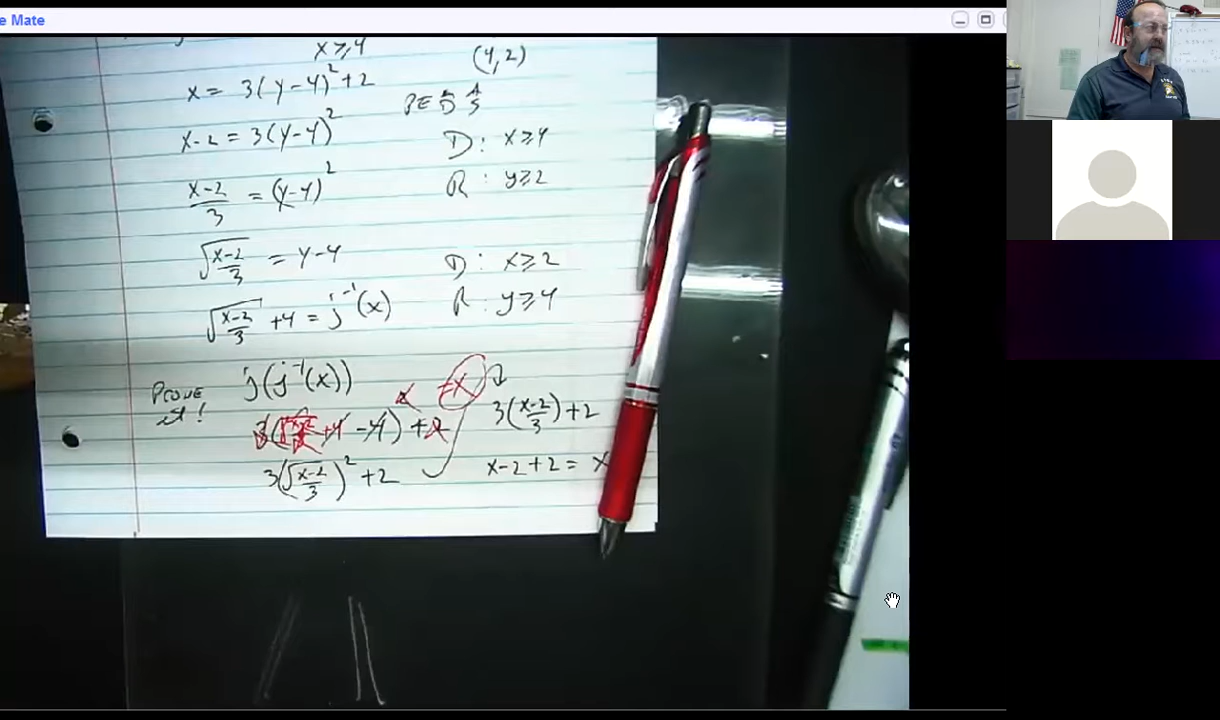 e Mate
x ≥ 4
(4,2)
x = 3(y-4)² + 2
x-2 = 3(y-4)²
D: x ≥ 4
x-2/3 = (y-4)²
R: y ≥ 2
√(x-2/3) = y-4
D: x ≥ 2
√(x-2/3) + 4 = j⁻¹(x)
R: y ≥ 4
PROVE
it!
j(j⁻¹(x))
=x
3(x-2/3)+2
3(√(x-2/3))² + 2
x-2+2 = x